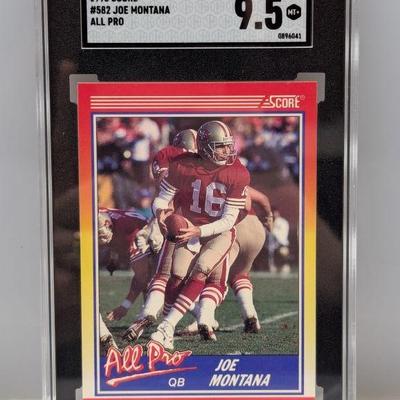 #582 JOE MONTANA
ALL PRO
9.5
MT+
0896041
SCORE®
16
All Pro
QB
JOE
MONTANA